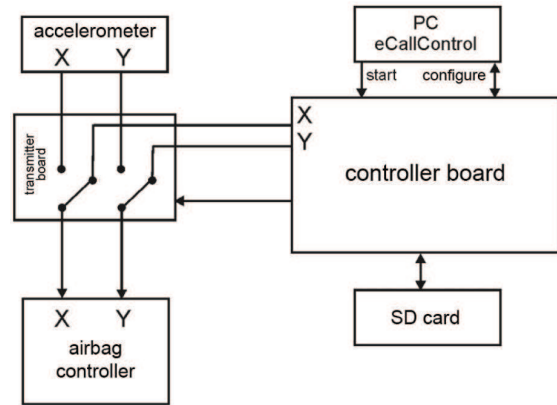 accelerometer
X Y
PC
eCallControl
start configure
transmitter
board
X
Y
controller board
X Y
airbag
controller
SD card